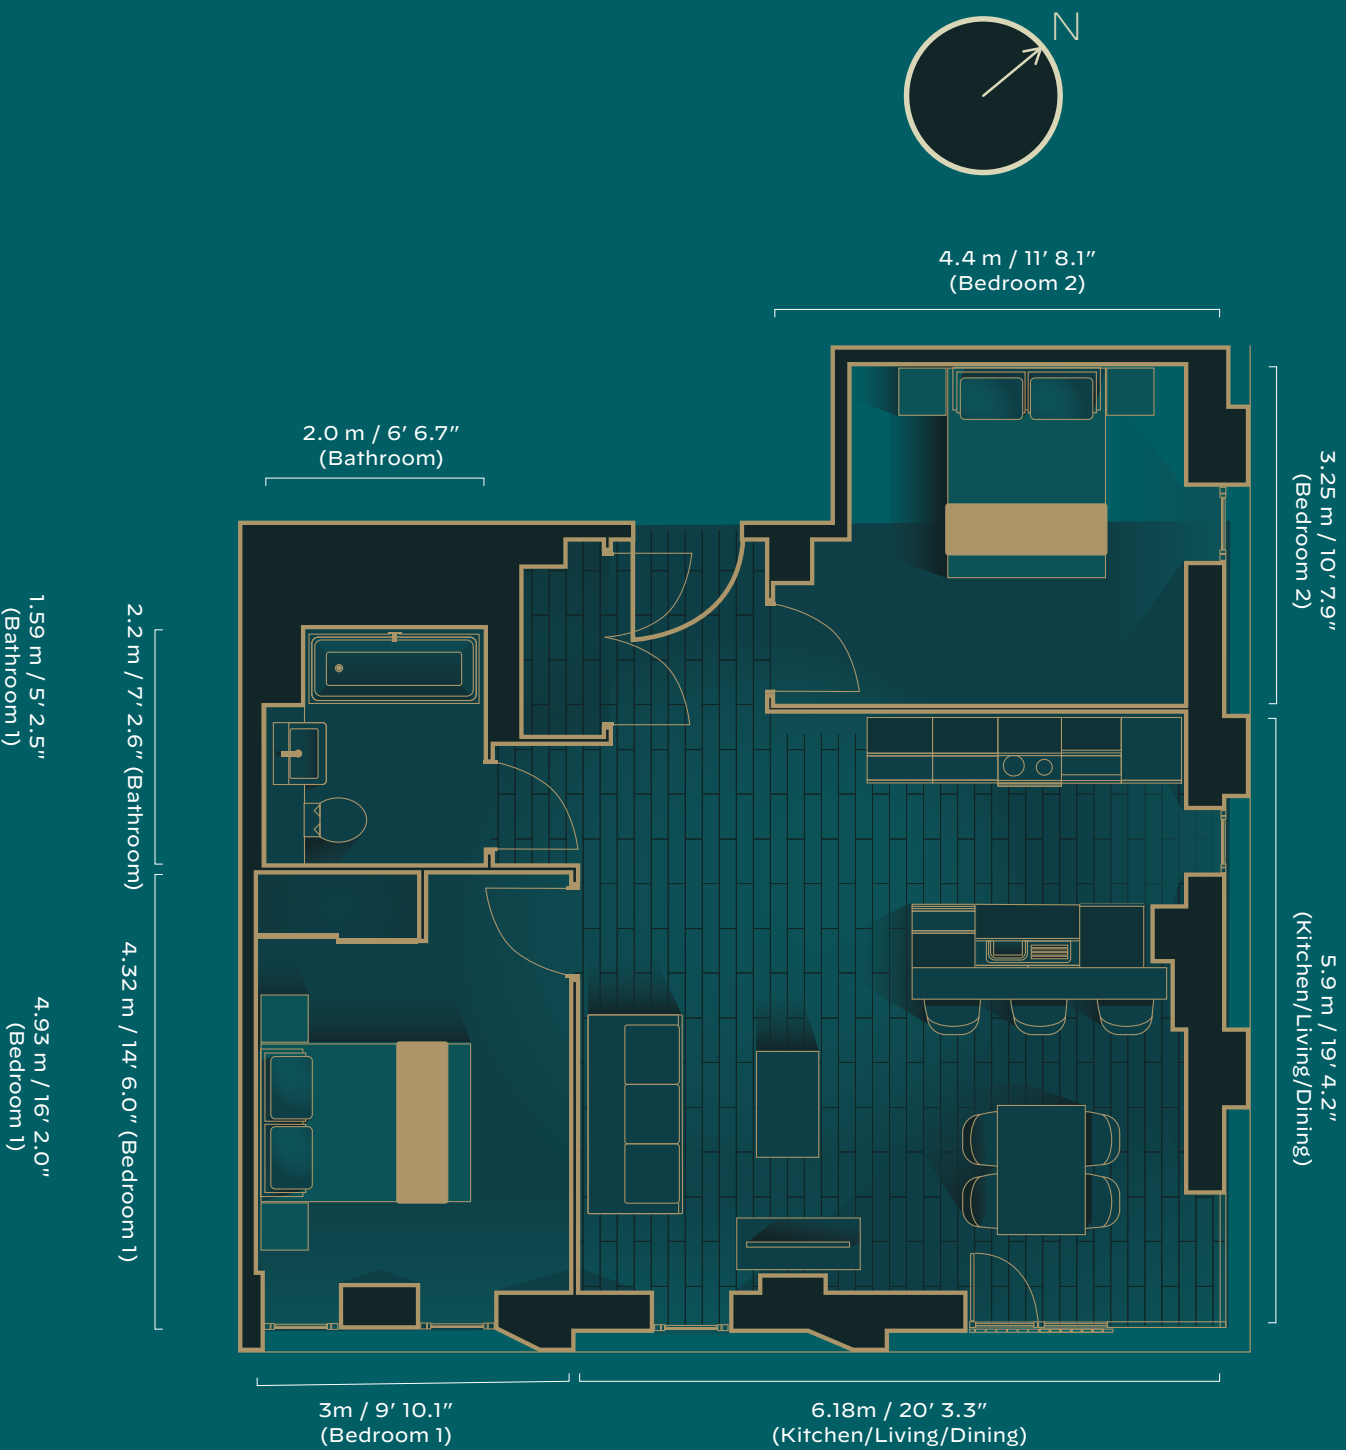 N
4.4 m / 11′ 8.1″
(Bedroom 2)
2.0 m / 6′ 6.7″
(Bathroom)
3.25 m / 10′ 7.9″
(Bedroom 2)
1.59 m / 5′ 2.5″
(Bathroom 1)
2.2 m / 7′ 2.6″ (Bathroom)
5.9 m / 19′ 4.2″
(Kitchen/Living/Dining)
4.93 m / 16′ 2.0″
(Bedroom 1)
4.32 m / 14′ 6.0″ (Bedroom 1)
3m / 9′ 10.1″
(Bedroom 1)
6.18m / 20′ 3.3″
(Kitchen/Living/Dining)